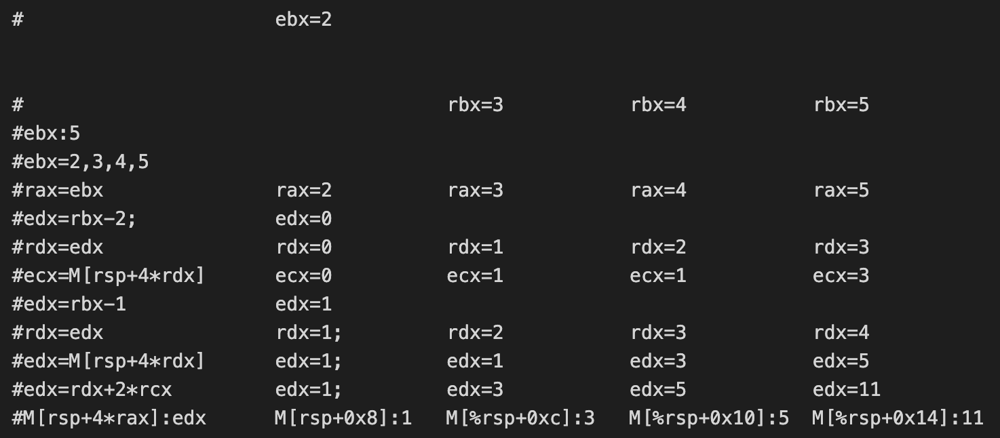 #                      ebx=2
#                                     rbx=3           rbx=4           rbx=5
#ebx:5
#ebx=2,3,4,5
#rax=ebx               rax=2          rax=3           rax=4           rax=5
#edx=rbx-2;            edx=0
#rdx=edx               rdx=0          rdx=1           rdx=2           rdx=3
#ecx=M[rsp+4*rdx]      ecx=0          ecx=1           ecx=1           ecx=3
#edx=rbx-1             edx=1
#rdx=edx               rdx=1;         rdx=2           rdx=3           rdx=4
#edx=M[rsp+4*rdx]      edx=1;         edx=1           edx=3           edx=5
#edx=rdx+2*rcx         edx=1;         edx=3           edx=5           edx=11
#M[rsp+4*rax]:edx      M[rsp+0x8]:1   M[%rsp+0xc]:3   M[%rsp+0x10]:5  M[%rsp+0x14]:11